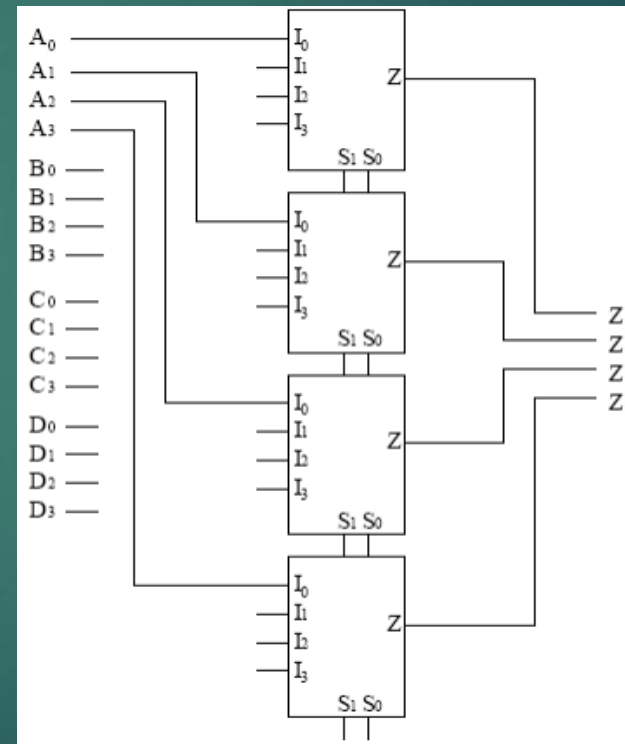 A0
A1
A2
A3
B0
B1
B2
B3
C0
C1
C2
C3
D0
D1
D2
D3
I0
I1
I2
I3
Z
S1 S0
I0
I1
I2
I3
Z
S1 S0
I0
I1
I2
I3
Z
S1 S0
I0
I1
I2
I3
Z
S1 S0
Z
Z
Z
Z